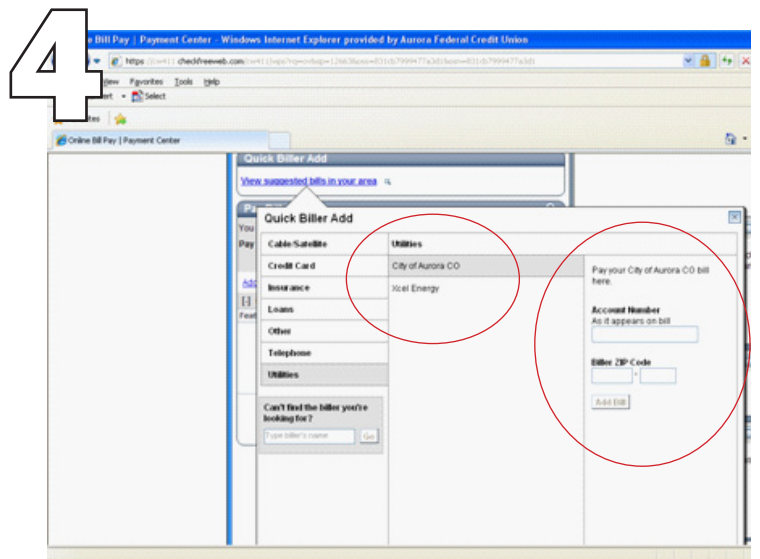 4
ne Bill Pay | Payment Center - Windows Internet Explorer provided by Aurora Federal Credit Union
https
checkfreeweb.com
View Favorites Tools Help
Select
Online Bill Pay | Payment Center
Quick Biller Add
View suggested bills in your area
You
Pay
Quick Biller Add
Cable/Satellite
Credit Card
Insurance
Loans
Other
Telephone
Utilities
Can't find the biller you're
looking for?
Type biller's name
Go
Utilities
City of Aurora CO
Xcel Energy
Pay your City of Aurora CO bill
here.
Account Number
As it appears on bill
Biller ZIP Code
-
Add Bill